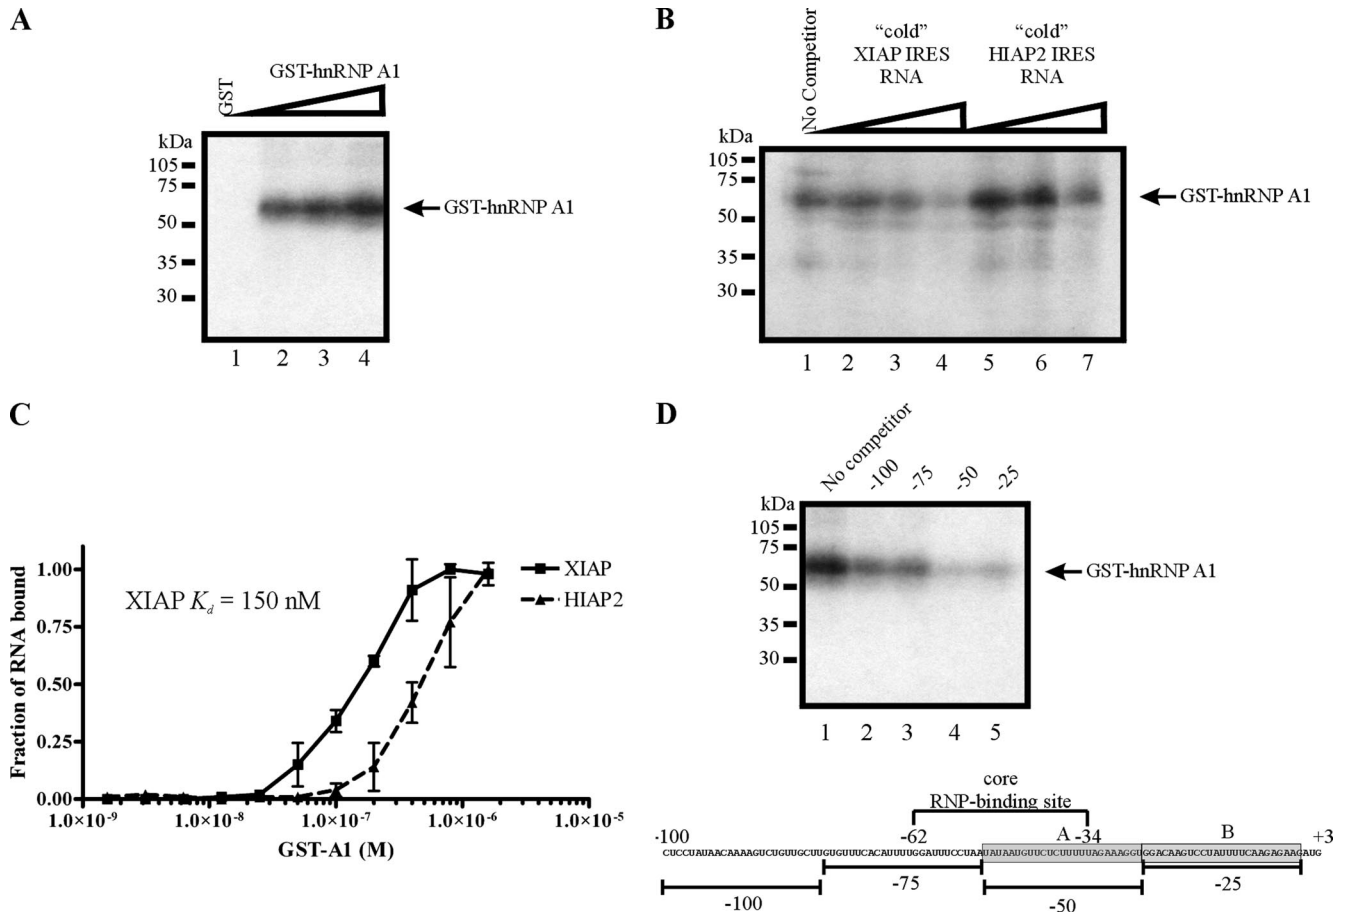 A
GST
GST-hnRNP A1
kDa
105
75
50
35
30
GST-hnRNP A1
1 2 3 4
B
No Competitor
“cold”
XIAP IRES
RNA
“cold”
HIAP2 IRES
RNA
kDa
105
75
50
35
30
GST-hnRNP A1
1 2 3 4 5 6 7
C
Fraction of RNA bound
1.00
0.75
0.50
0.25
0.00
XIAP Kd = 150 nM
XIAP
HIAP2
1.0×10-9 1.0×10-8 1.0×10-7 1.0×10-6 1.0×10-5
GST-A1 (M)
D
No competitor -100 -75 -50 -25
kDa
105
75
50
35
30
GST-hnRNP A1
1 2 3 4 5
core
RNP-binding site
-100 -62 A -34 B +3
CUCCUAUAACAAAAGUCUGUUGCUUGUGUUUCACAUUUUGGAUUUCCUAAUAUAAUGUUCUCUUUUUAGAAAGGUGGACAAGUCCUAUUUUCAAGAGAAGAUG
-75 -25
-100 -50